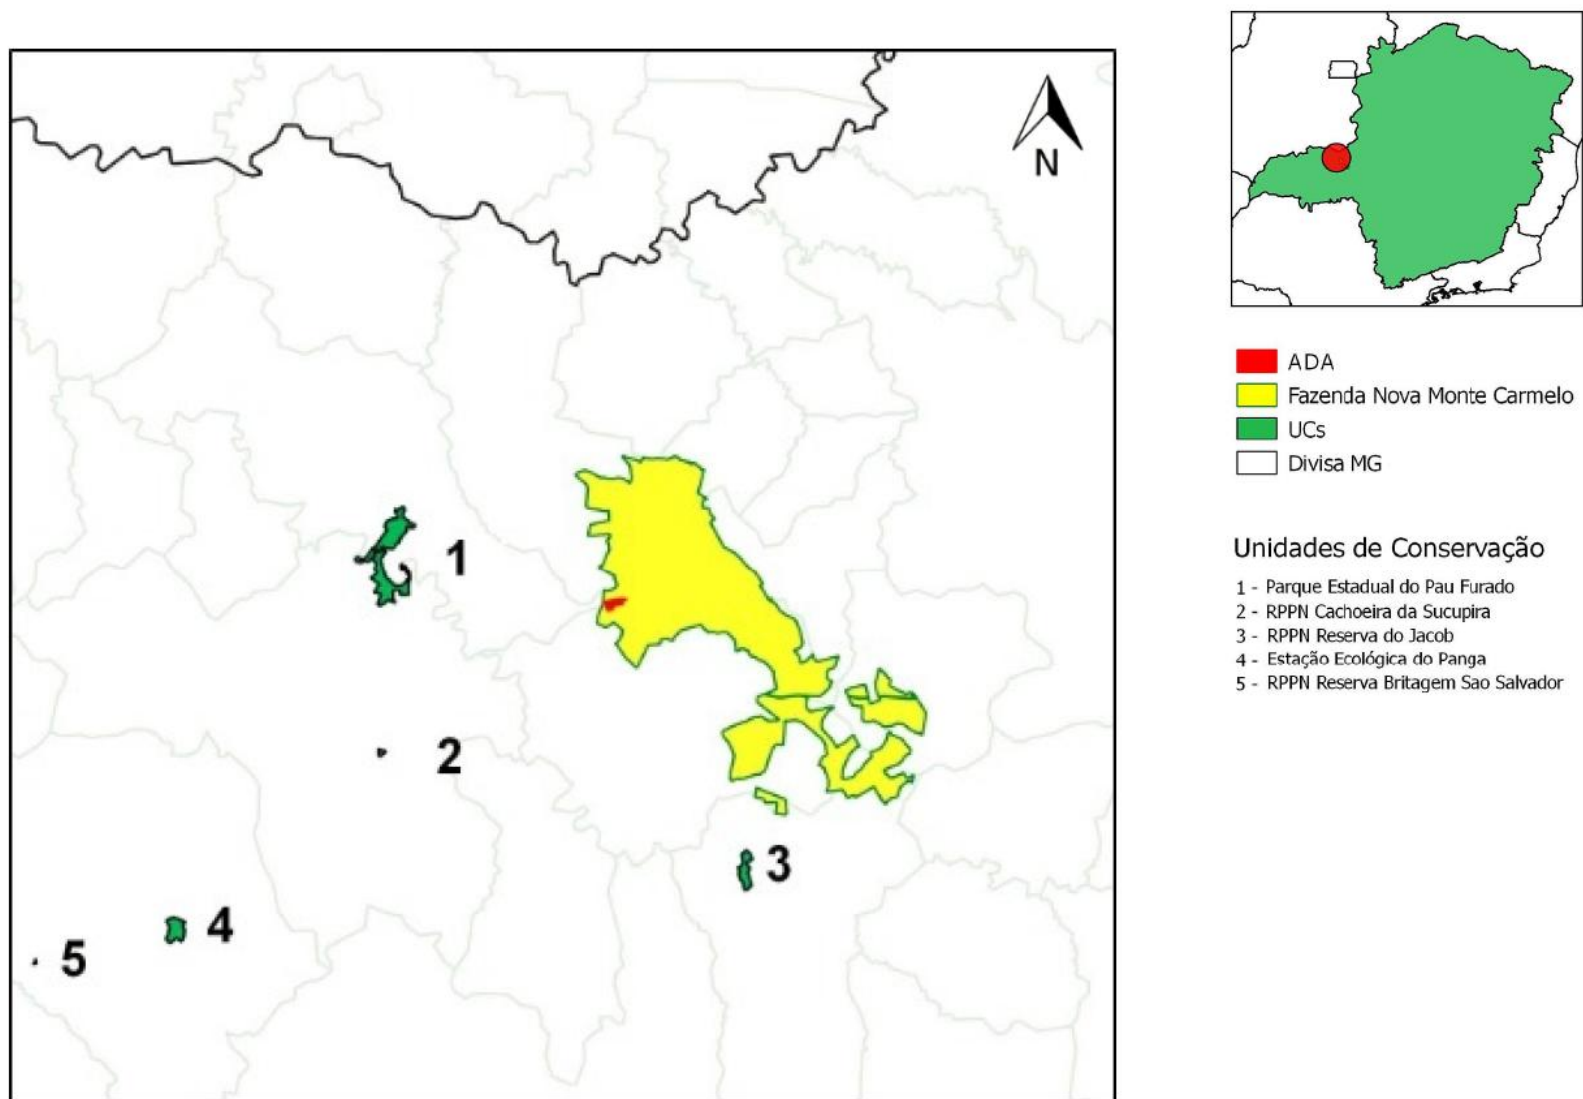 N
1
2
3
4
5
ADA
Fazenda Nova Monte Carmelo
UCs
Divisa MG
Unidades de Conservação
1 - Parque Estadual do Pau Furado
2 - RPPN Cachoeira da Sucupira
3 - RPPN Reserva do Jacob
4 - Estação Ecológica do Panga
5 - RPPN Reserva Britagem Sao Salvador